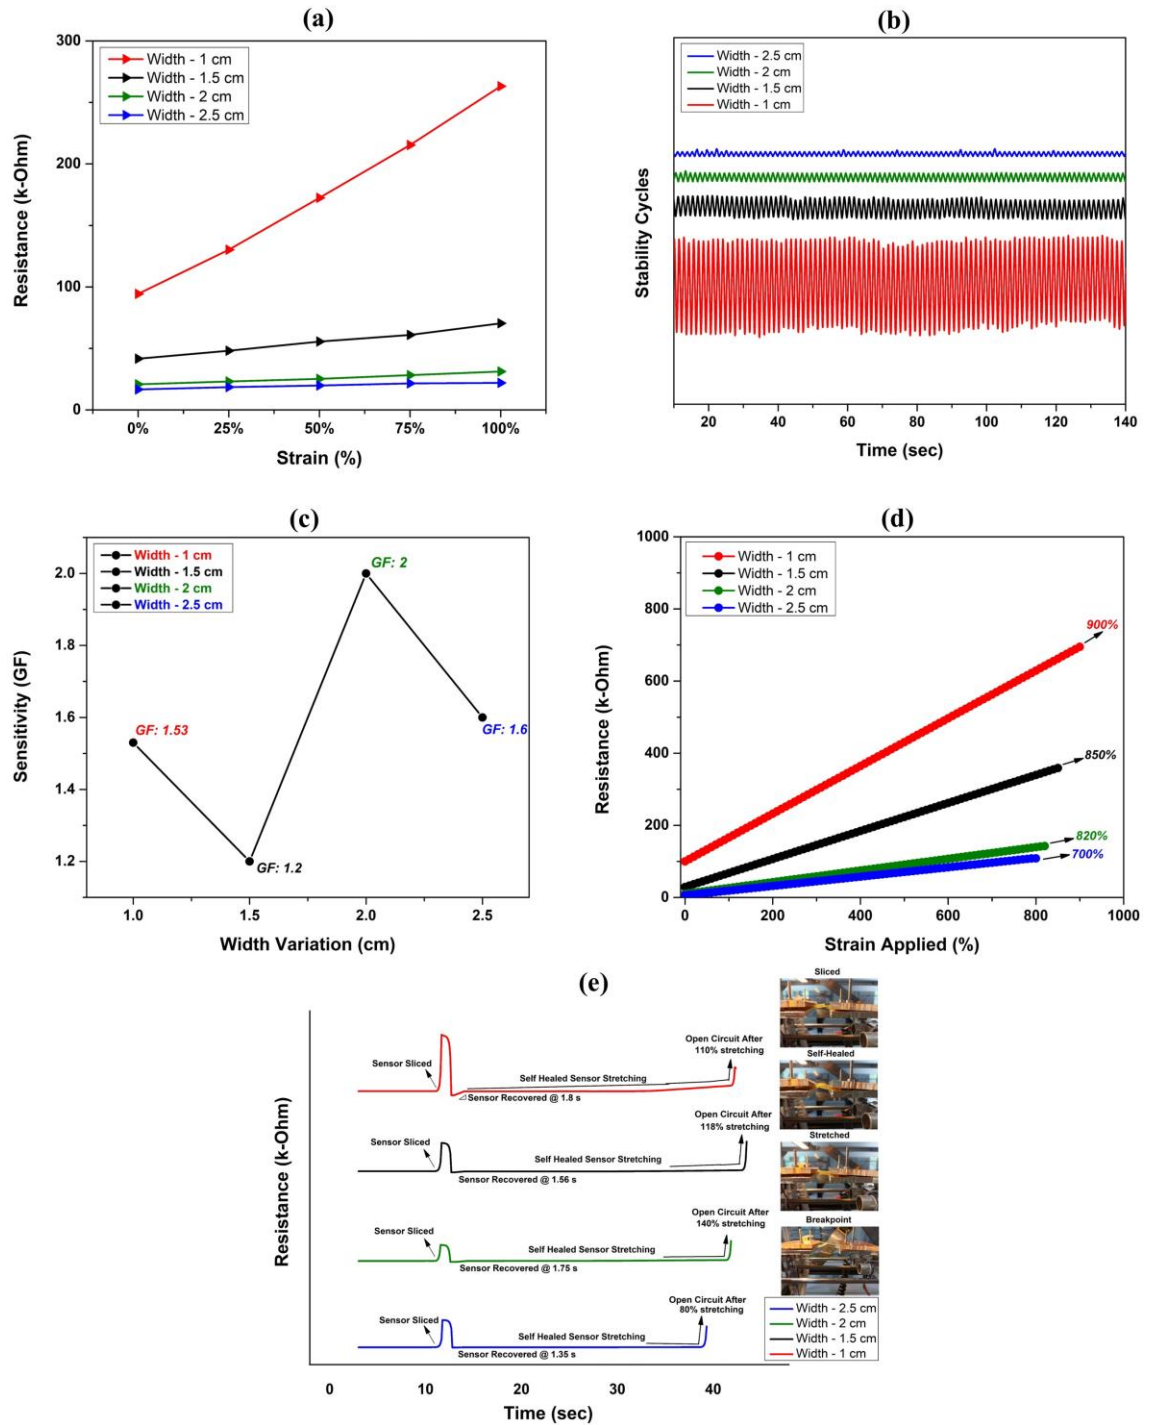 (a)
300
200
100
0
Resistance (k-Ohm)
Width - 1 cm
Width - 1.5 cm
Width - 2 cm
Width - 2.5 cm
0%
25%
50%
75%
100%
Strain (%)
(b)
Width - 2.5 cm
Width - 2 cm
Width - 1.5 cm
Width - 1 cm
Stability Cycles
20
40
60
80
100
120
140
Time (sec)
(c)
2.0
1.8
1.6
1.4
1.2
Sensitivity (GF)
Width - 1 cm
Width - 1.5 cm
Width - 2 cm
Width - 2.5 cm
GF: 2
GF: 1.53
GF: 1.6
GF: 1.2
1.0
1.5
2.0
2.5
Width Variation (cm)
(d)
1000
800
600
400
200
0
Resistance (k-Ohm)
Width - 1 cm
Width - 1.5 cm
Width - 2 cm
Width - 2.5 cm
900%
850%
820%
700%
0
200
400
600
800
1000
Strain Applied (%)
(e)
Resistance (k-Ohm)
Sensor Sliced
Open Circuit After
110% stretching
Self Healed Sensor Stretching
Sensor Recovered @ 1.8 s
Open Circuit After
118% stretching
Sensor Sliced
Self Healed Sensor Stretching
Sensor Recovered @ 1.56 s
Open Circuit After
140% stretching
Sensor Sliced
Self Healed Sensor Stretching
Sensor Recovered @ 1.75 s
Open Circuit After
80% stretching
Sensor Sliced
Self Healed Sensor Stretching
Sensor Recovered @ 1.35 s
Sliced
Self-Healed
Stretched
Breakpoint
Width - 2.5 cm
Width - 2 cm
Width - 1.5 cm
Width - 1 cm
0
10
20
30
40
Time (sec)